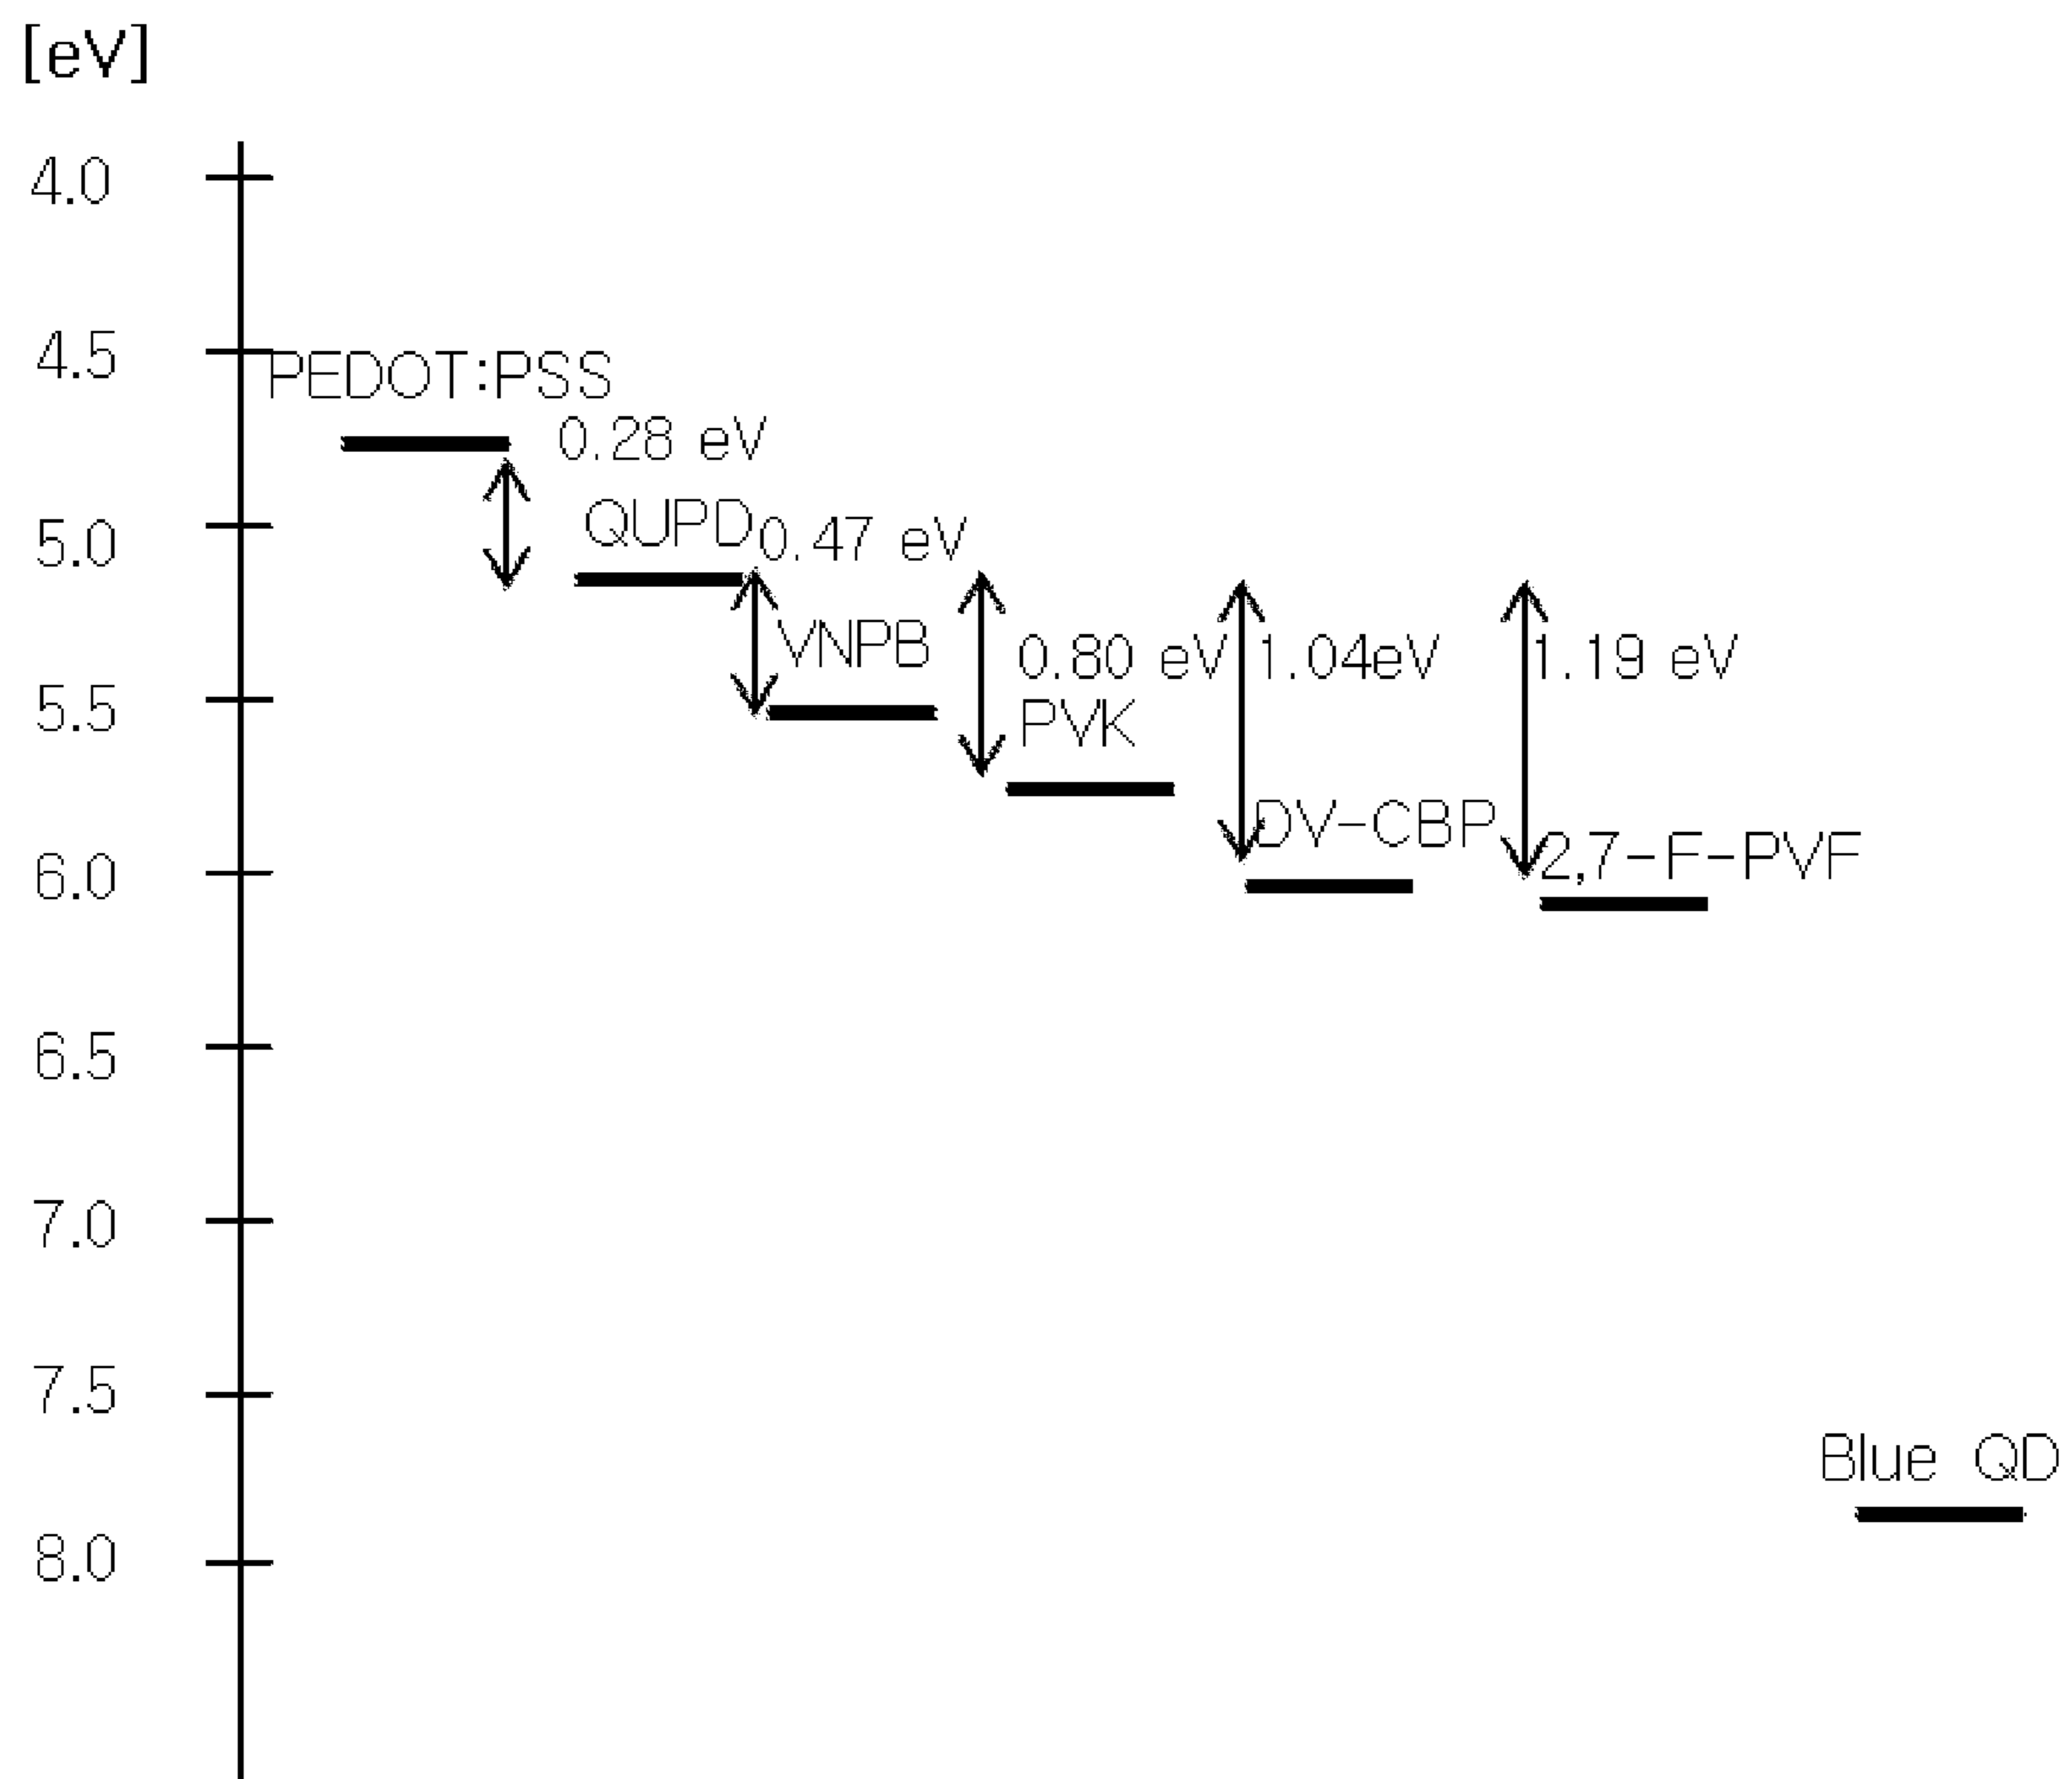 [eV]
4.0
4.5
PEDOT:PSS
0.28 eV
QUPD
0.47 eV
5.0
VNPB
0.80 eV
1.04eV
1.19 eV
5.5
PVK
DV-CBP
2,7-F-PVF
6.0
6.5
7.0
7.5
Blue QD
8.0